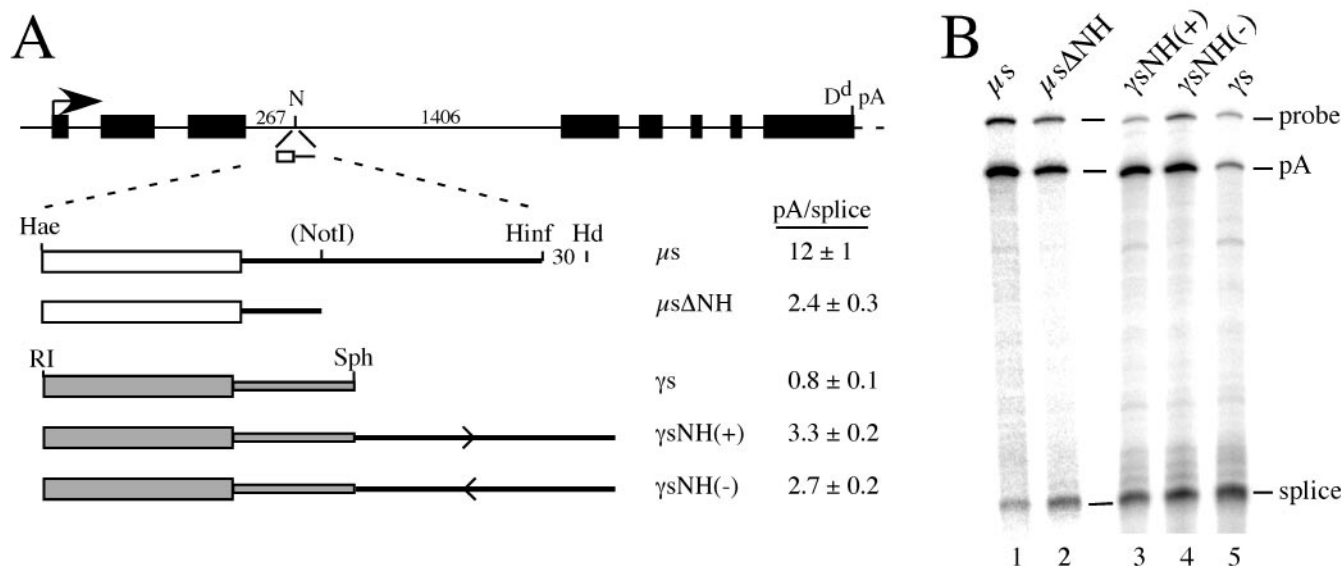 A
N
267
1406
Dᵈ pA
Hae
(NotI)
Hinf
30
Hd
pA/splice
μs
12 ± 1
μsΔNH
2.4 ± 0.3
RI
Sph
γs
0.8 ± 0.1
γsNH(+)
3.3 ± 0.2
γsNH(-)
2.7 ± 0.2
B
μs
μsΔNH
γsNH(+)
γsNH(-)
γs
probe
pA
splice
1 2 3 4 5